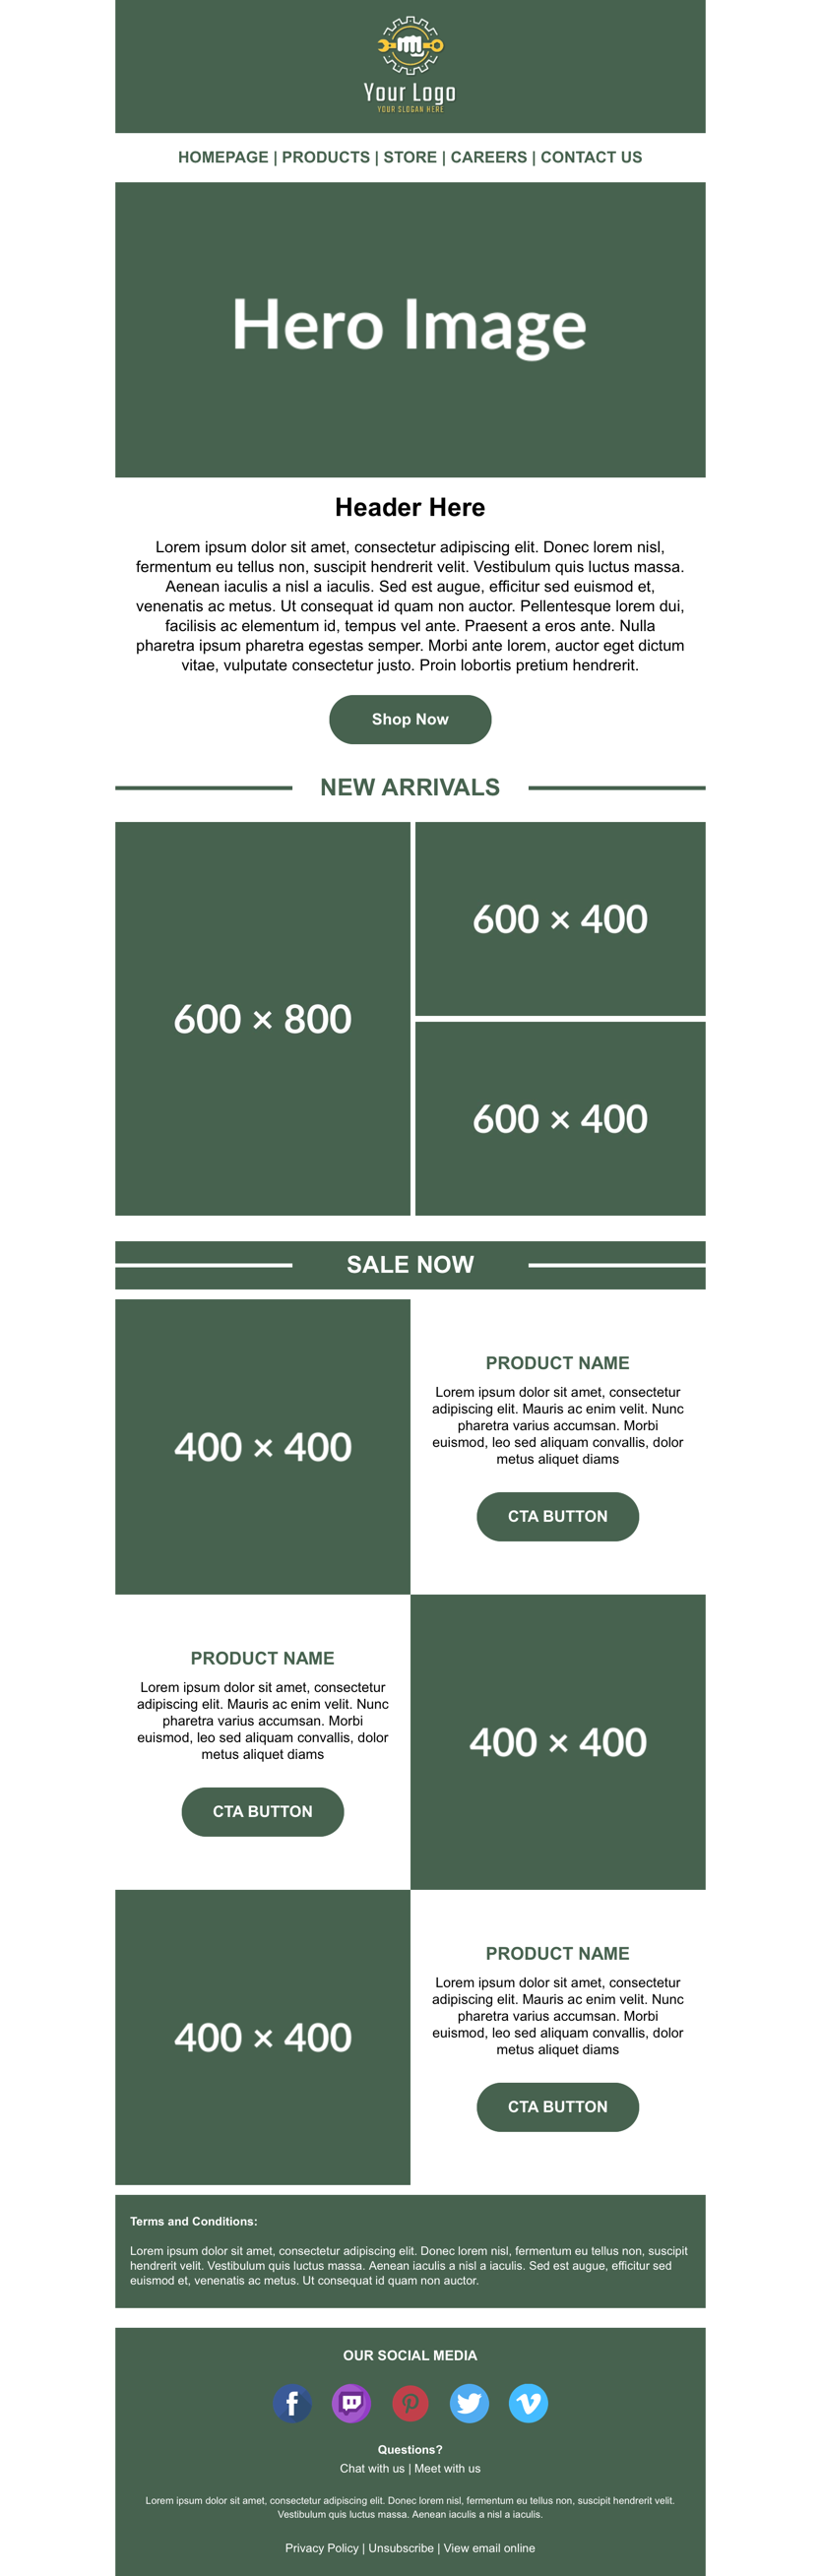 Your Logo
YOUR SLOGAN HERE
HOMEPAGE | PRODUCTS | STORE | CAREERS | CONTACT US
Hero Image
Header Here
Lorem ipsum dolor sit amet, consectetur adipiscing elit. Donec lorem nisl,
fermentum eu tellus non, suscipit hendrerit velit. Vestibulum quis luctus massa.
Aenean iaculis a nisl a iaculis. Sed est augue, efficitur sed euismod et,
venenatis ac metus. Ut consequat id quam non auctor. Pellentesque lorem dui,
facilisis ac elementum id, tempus vel ante. Praesent a eros ante. Nulla
pharetra ipsum pharetra egestas semper. Morbi ante lorem, auctor eget dictum
vitae, vulputate consectetur justo. Proin lobortis pretium hendrerit.
Shop Now
NEW ARRIVALS
600 × 800
600 × 400
600 × 400
SALE NOW
400 × 400
PRODUCT NAME
Lorem ipsum dolor sit amet, consectetur
adipiscing elit. Mauris ac enim velit. Nunc
pharetra varius accumsan. Morbi
euismod, leo sed aliquam convallis, dolor
metus aliquet diams
CTA BUTTON
PRODUCT NAME
Lorem ipsum dolor sit amet, consectetur
adipiscing elit. Mauris ac enim velit. Nunc
pharetra varius accumsan. Morbi
euismod, leo sed aliquam convallis, dolor
metus aliquet diams
CTA BUTTON
400 × 400
400 × 400
PRODUCT NAME
Lorem ipsum dolor sit amet, consectetur
adipiscing elit. Mauris ac enim velit. Nunc
pharetra varius accumsan. Morbi
euismod, leo sed aliquam convallis, dolor
metus aliquet diams
CTA BUTTON
Terms and Conditions:
Lorem ipsum dolor sit amet, consectetur adipiscing elit. Donec lorem nisl, fermentum eu tellus non, suscipit
hendrerit velit. Vestibulum quis luctus massa. Aenean iaculis a nisl a iaculis. Sed est augue, efficitur sed
euismod et, venenatis ac metus. Ut consequat id quam non auctor.
OUR SOCIAL MEDIA
Questions?
Chat with us | Meet with us
Lorem ipsum dolor sit amet, consectetur adipiscing elit. Donec lorem nisl, fermentum eu tellus non, suscipit hendrerit velit.
Vestibulum quis luctus massa. Aenean iaculis a nisl a iaculis.
Privacy Policy | Unsubscribe | View email online